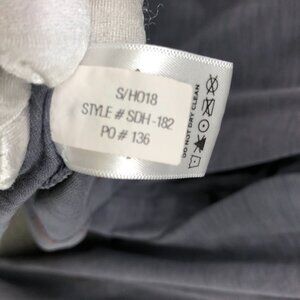 S/HO18
STYLE # SDH-182
PO # 136
DO NOT DRY CLEAN